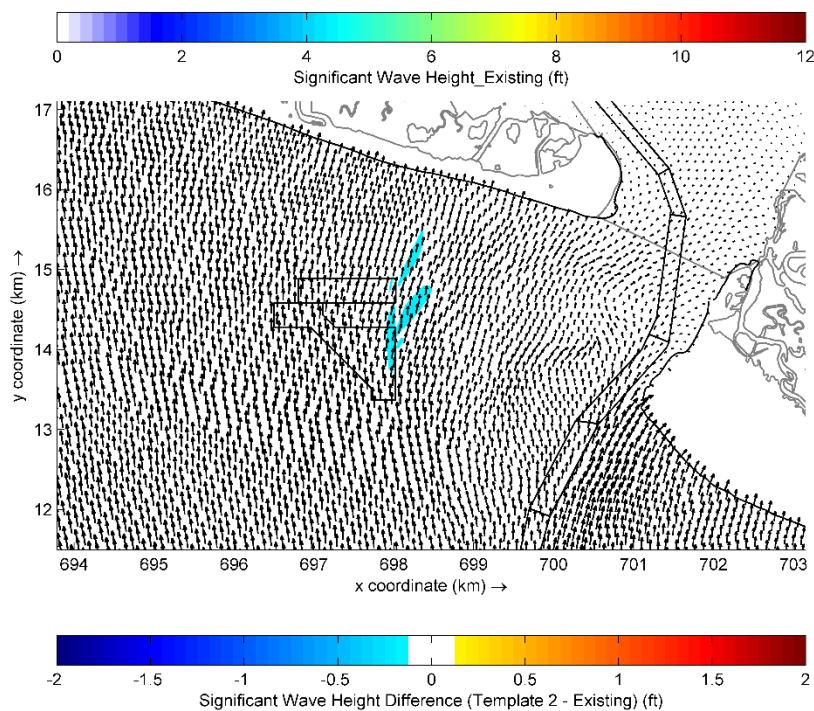 0 2 4 6 8 10 12
Significant Wave Height_Existing (ft)
17
16
15
14
13
12
y coordinate (km) →
694 695 696 697 698 699 700 701 702 703
x coordinate (km) →
-2 -1.5 -1 -0.5 0 0.5 1 1.5 2
Significant Wave Height Difference (Template 2 - Existing) (ft)